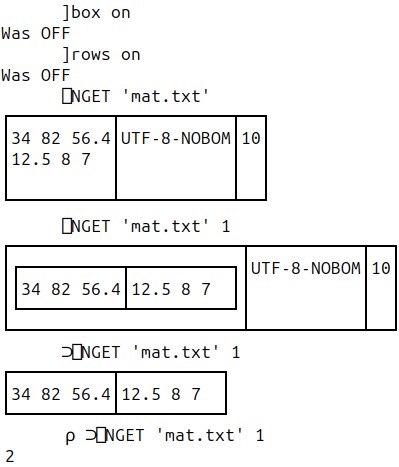 ]box on
Was OFF
]rows on
Was OFF
⎕NGET 'mat.txt'
34 82 56.4 UTF-8-NOBOM 10
12.5 8 7
⎕NGET 'mat.txt' 1
UTF-8-NOBOM 10
34 82 56.4 12.5 8 7
⊃⎕NGET 'mat.txt' 1
34 82 56.4 12.5 8 7
⍴ ⊃⎕NGET 'mat.txt' 1
2